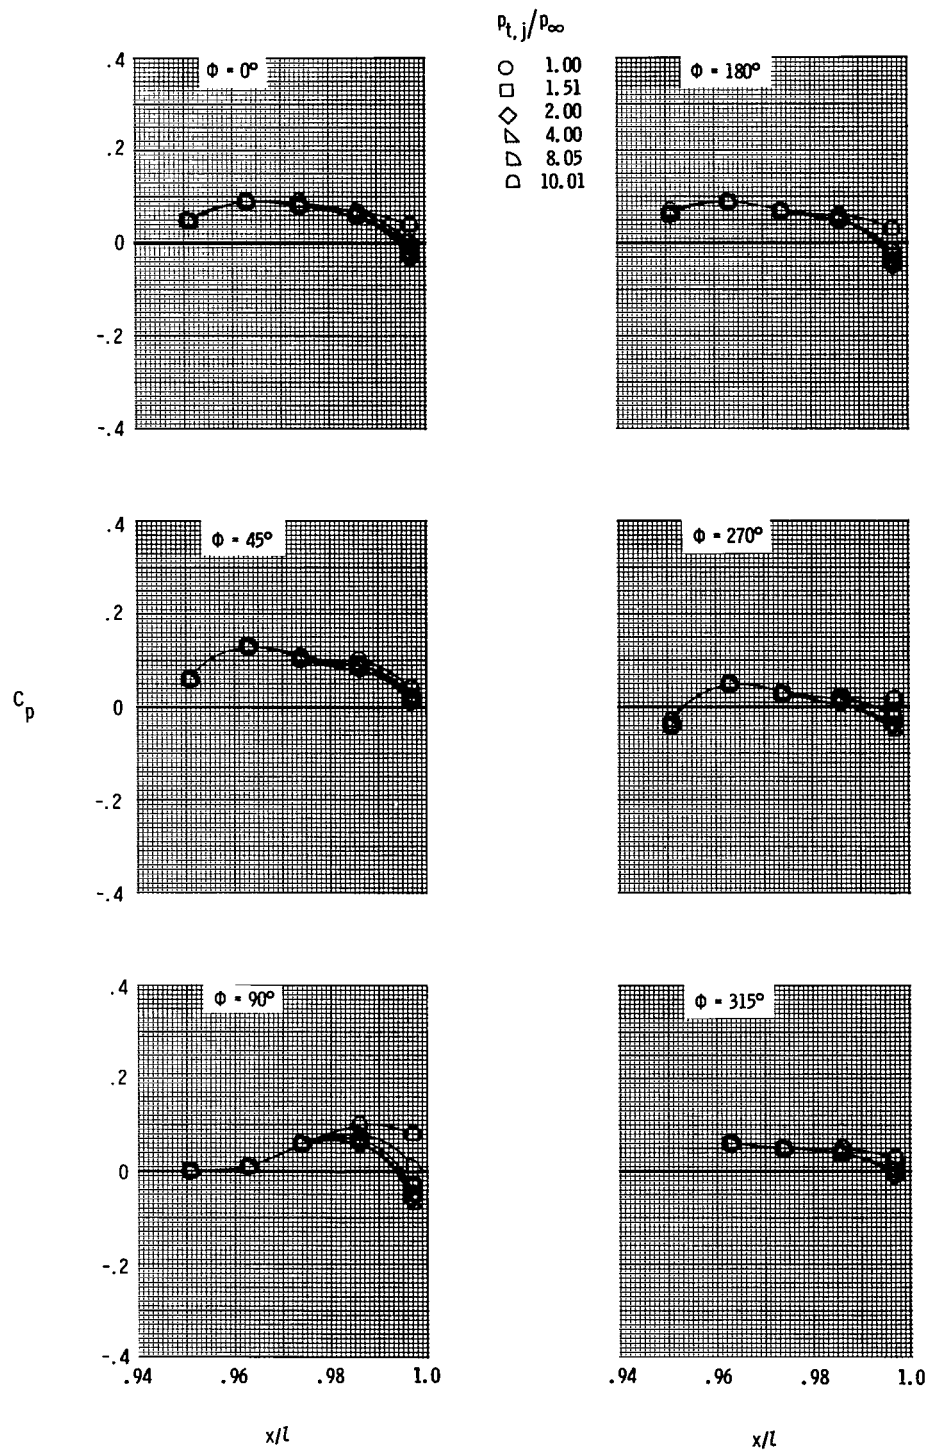 p_t,j/p_∞
1.00
1.51
2.00
4.00
8.05
10.01
Φ = 0°
Φ = 180°
.4
.2
0
-.2
-.4
Φ = 45°
Φ = 270°
.4
.2
0
-.2
-.4
C_p
Φ = 90°
Φ = 315°
.4
.2
0
-.2
-.4
.94 .96 .98 1.0
.94 .96 .98 1.0
x/l
x/l